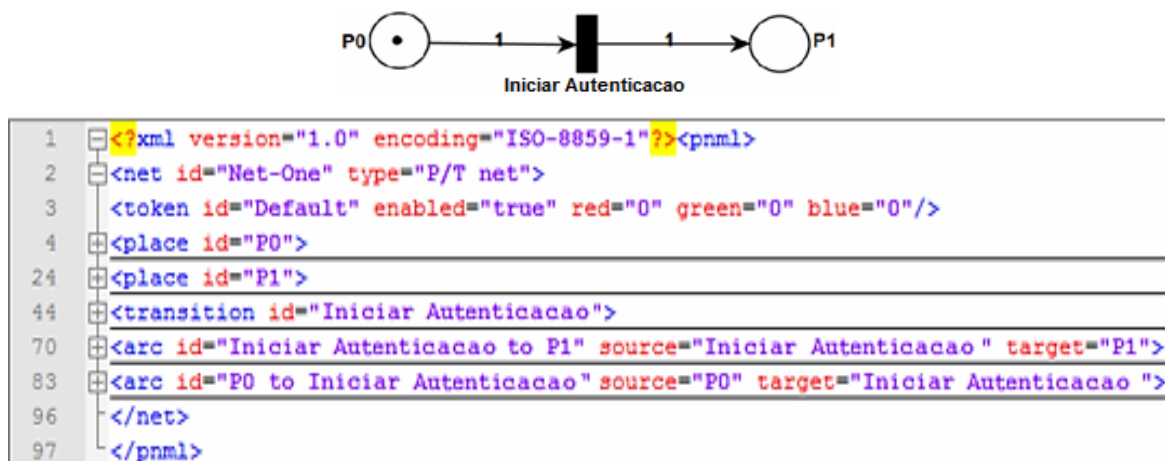 P0 1 1 P1
Iniciar Autenticacao
1 <?xml version="1.0" encoding="ISO-8859-1"?><pnml>
2 <net id="Net-One" type="P/T net">
3 <token id="Default" enabled="true" red="0" green="0" blue="0"/>
4 <place id="P0">
24 <place id="P1">
44 <transition id="Iniciar Autenticacao">
70 <arc id="Iniciar Autenticacao to P1" source="Iniciar Autenticacao " target="P1">
83 <arc id="P0 to Iniciar Autenticacao" source="P0" target="Iniciar Autenticacao ">
96 </net>
97 </pnml>